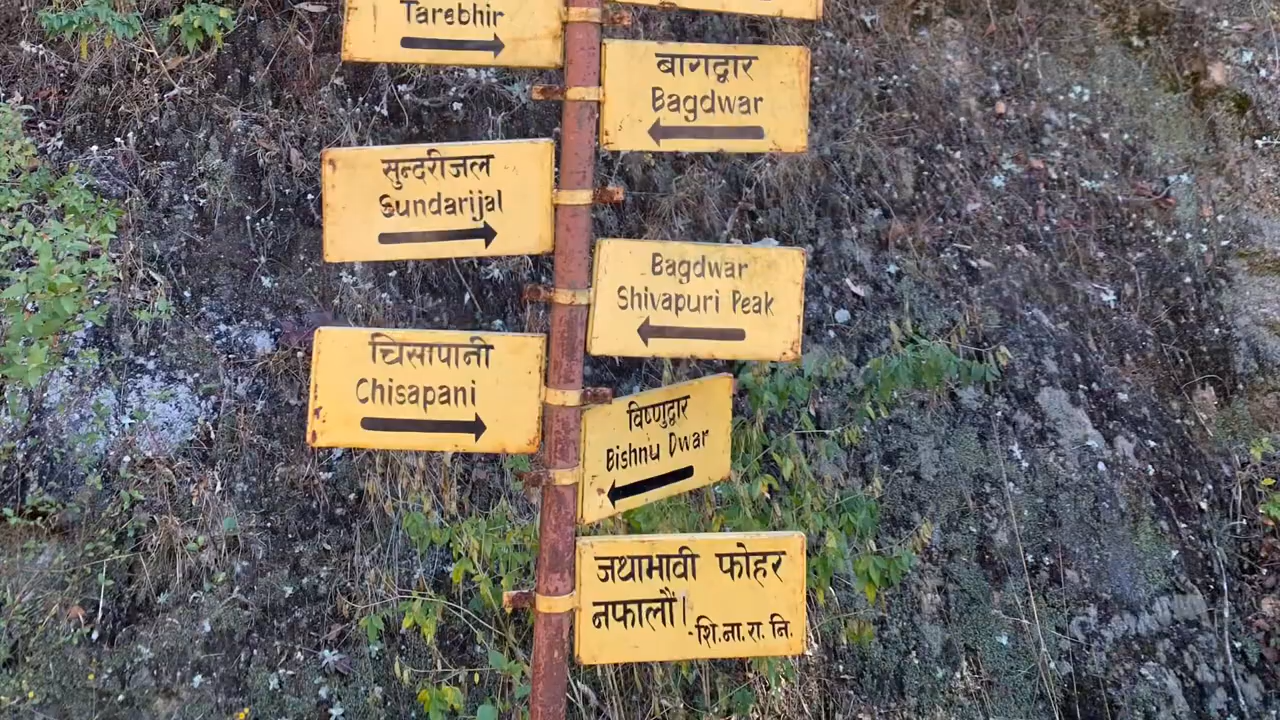 Tarebhir
बागद्वार
Bagdwar
सुन्दरीजल
Sundarijal
Bagdwar
Shivapuri Peak
चिसापानी
Chisapani
विष्णुद्वार
Bishnu Dwar
जथाभावी फोहर
नफालौं।
-शि.ना.रा. नि.